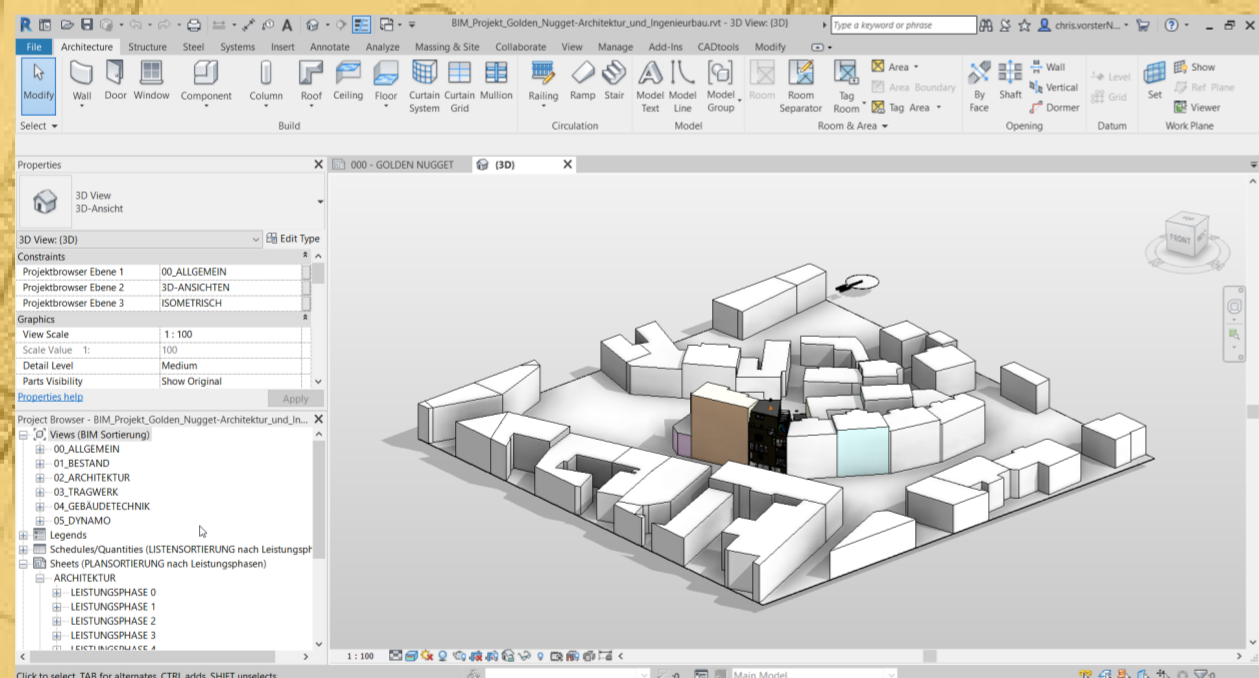 BIM_Projekt_Golden_Nugget-Architektur_und_Ingenieurbau.rvt - 3D View: {3D}
Type a keyword or phrase
chris.vorsterN...
File Architecture Structure Steel Systems Insert Annotate Analyze Massing & Site Collaborate View Manage Add-Ins CADtools Modify
Modify
Wall
Door
Window
Component
Column
Roof
Ceiling
Floor
Curtain System
Curtain Grid
Mullion
Railing
Ramp
Stair
Model Text
Model Line
Model Group
Room
Room Separator
Tag Room
Area
Area Boundary
Tag Area
By Face
Shaft
Wall
Vertical
Dormer
Level
Grid
Set
Show
Ref Plane
Viewer
Select
Build
Circulation
Model
Room & Area
Opening
Datum
Work Plane
Properties
000 - GOLDEN NUGGET
{3D}
3D View
3D-Ansicht
3D View: {3D}
Edit Type
Constraints
Projektbrowser Ebene 1 00_ALLGEMEIN
Projektbrowser Ebene 2 3D-ANSICHTEN
Projektbrowser Ebene 3 ISOMETRISCH
Graphics
View Scale 1 : 100
Scale Value 1: 100
Detail Level Medium
Parts Visibility Show Original
Properties help
Apply
Project Browser - BIM_Projekt_Golden_Nugget-Architektur_und_In...
Views (BIM Sortierung)
00_ALLGEMEIN
01_BESTAND
02_ARCHITEKTUR
03_TRAGWERK
04_GEBÄUDETECHNIK
05_DYNAMO
Legends
Schedules/Quantities (LISTENSORTIERUNG nach Leistungsph
Sheets (PLANSORTIERUNG nach Leistungsphasen)
ARCHITEKTUR
LEISTUNGSPHASE 0
LEISTUNGSPHASE 1
LEISTUNGSPHASE 2
LEISTUNGSPHASE 3
LEISTUNGSPHASE 4
FRONT
1 : 100
Click to select, TAB for alternates, CTRL adds, SHIFT unselects.
Main Model